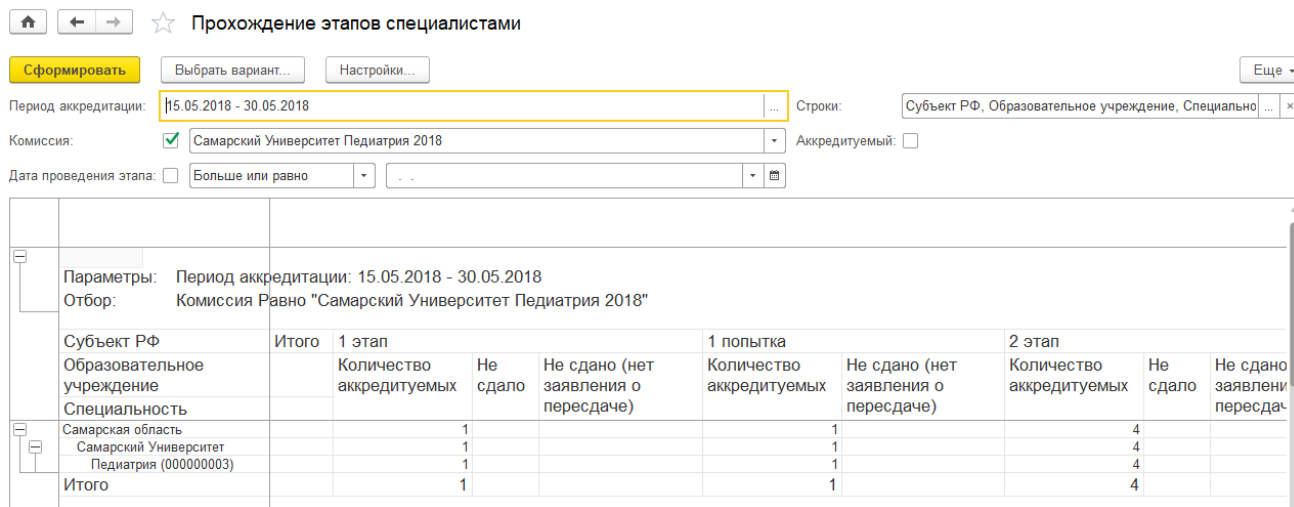 Прохождение этапов специалистами
Сформировать Выбрать вариант... Настройки... Еще
Период аккредитации: 15.05.2018 - 30.05.2018 ... Строки: Субъект РФ, Образовательное учреждение, Специально ... ×
Комиссия: Самарский Университет Педиатрия 2018 Аккредитуемый:
Дата проведения этапа: Больше или равно . .
Параметры: Период аккредитации: 15.05.2018 - 30.05.2018
Отбор: Комиссия Равно "Самарский Университет Педиатрия 2018"
Субъект РФ Итого 1 этап 1 попытка 2 этап
Образовательное Количество Не Не сдано (нет Количество Не сдано (нет Количество Не Не сдано
учреждение аккредитуемых сдало заявления о аккредитуемых заявления о аккредитуемых сдало заявлени
Специальность пересдаче) пересдаче) пересдач
Самарская область 1 1 4
Самарский Университет 1 1 4
Педиатрия (000000003) 1 1 4
Итого 1 1 4